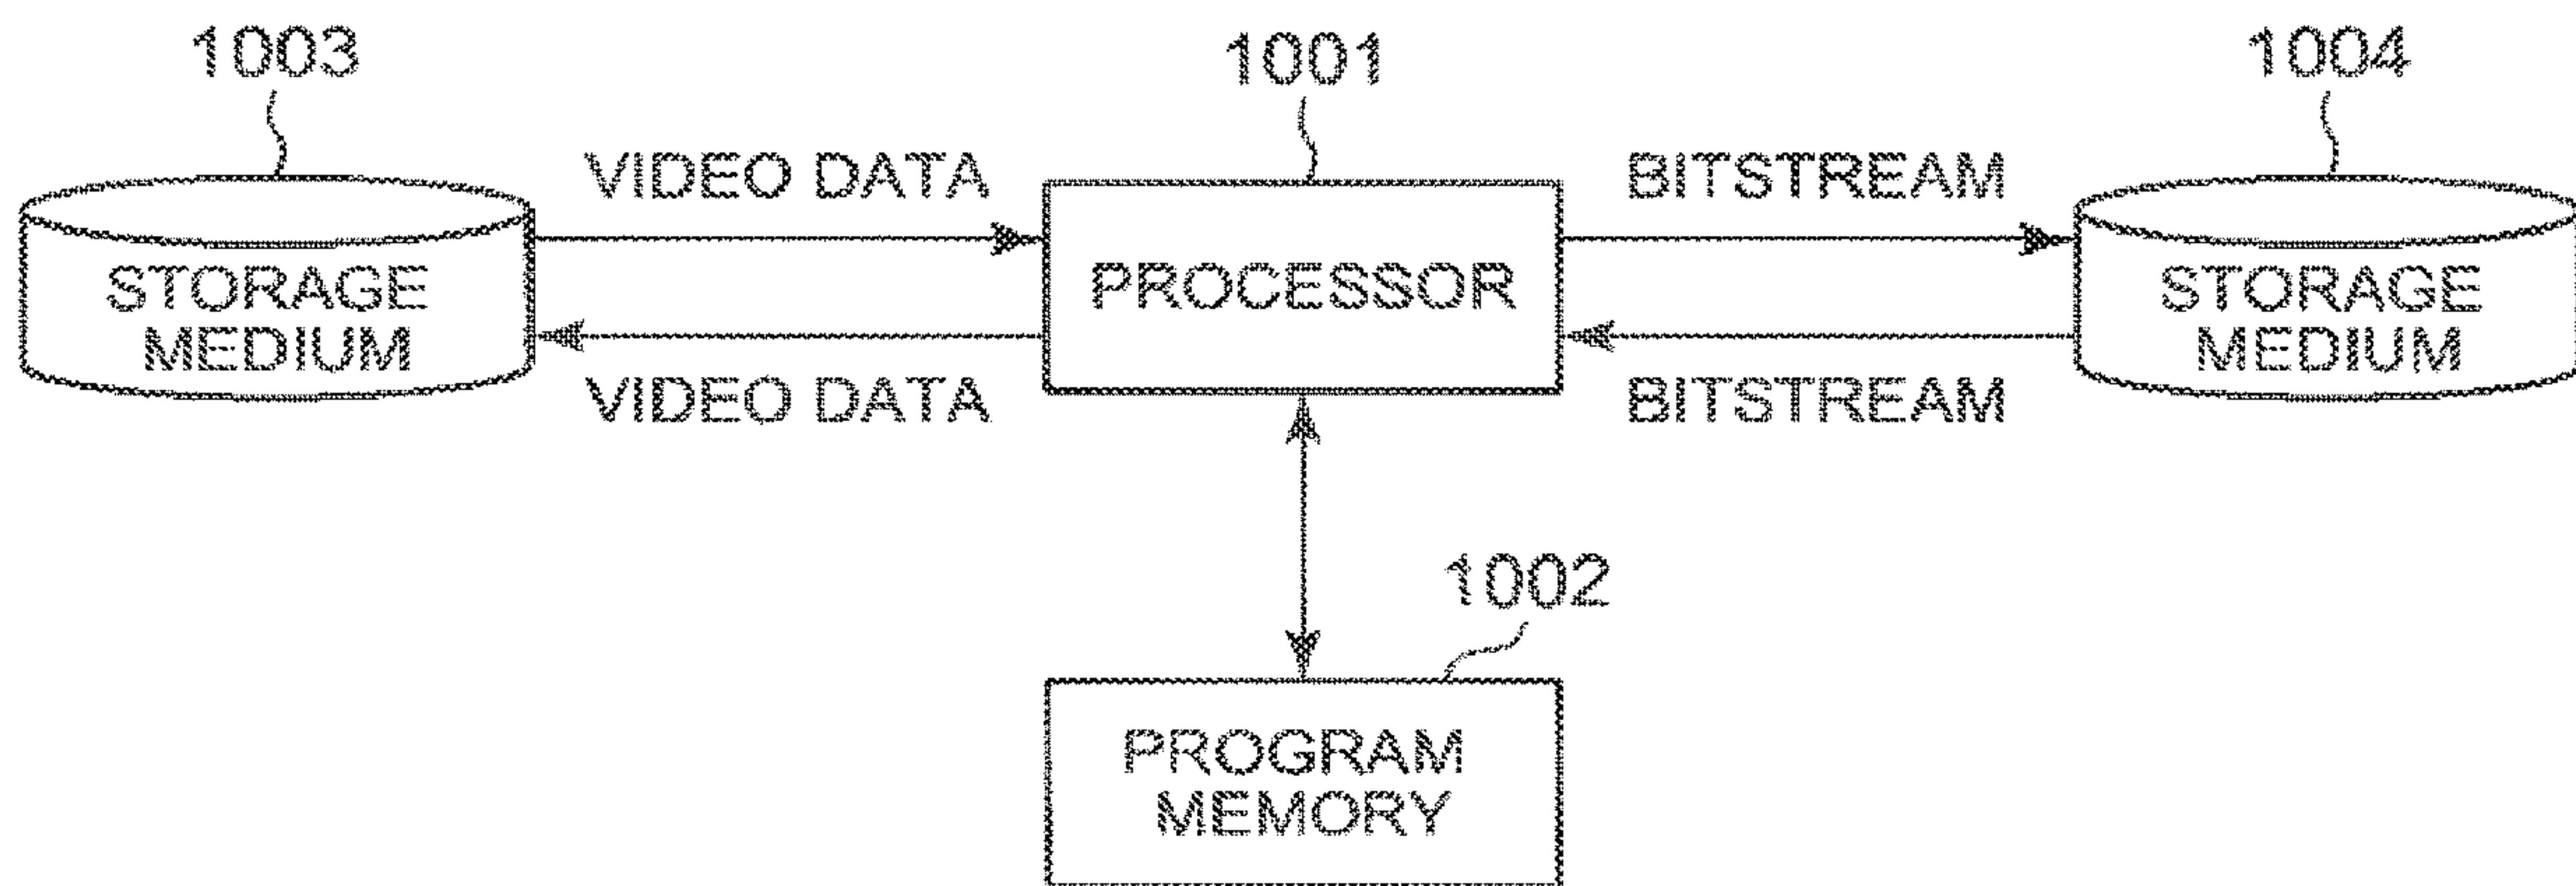 1003
1001
1004
VIDEO DATA
BITSTREAM
STORAGE
MEDIUM
PROCESSOR
STORAGE
MEDIUM
VIDEO DATA
BITSTREAM
1002
PROGRAM
MEMORY